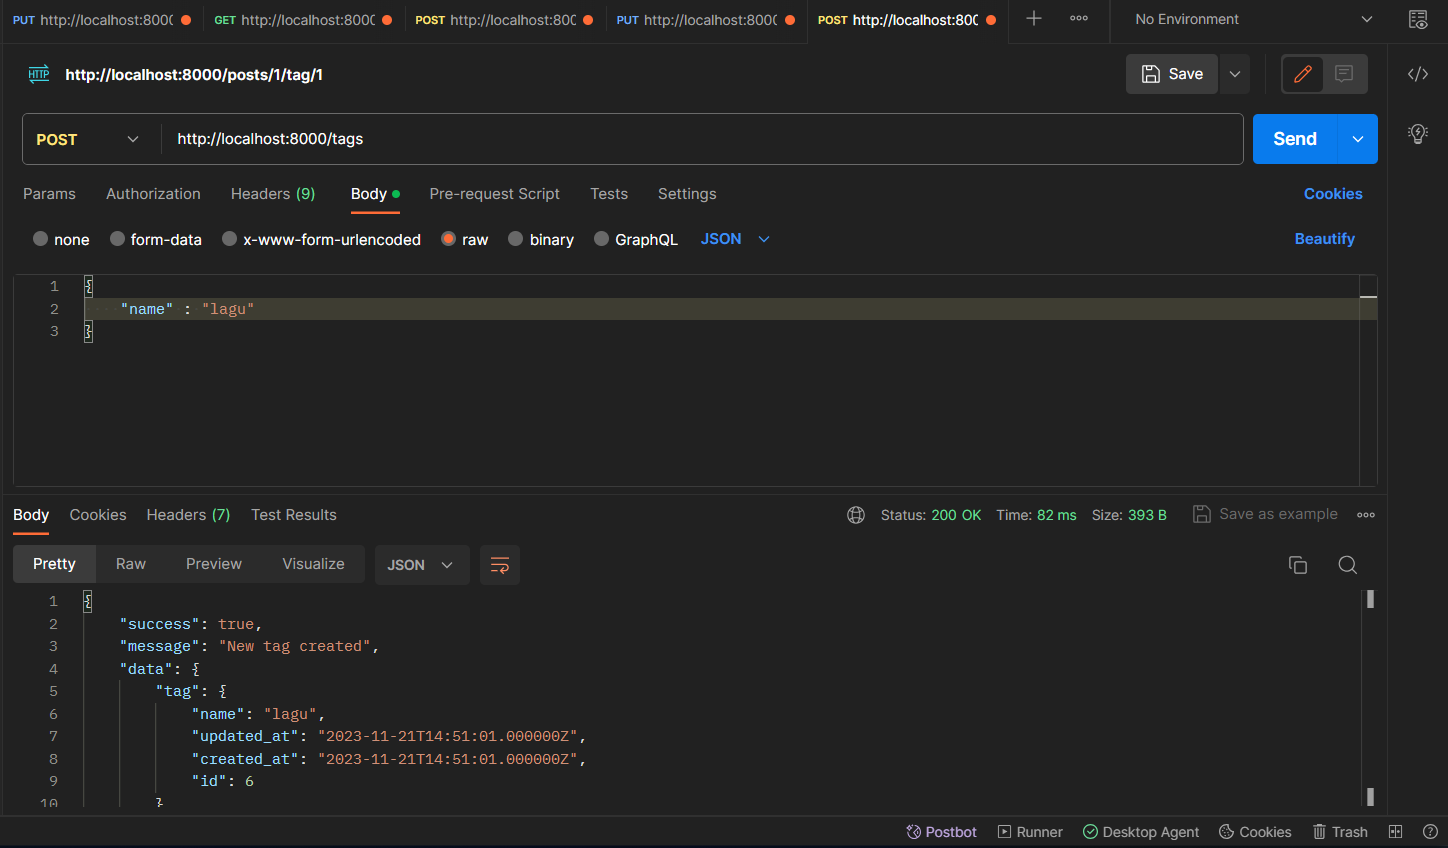 PUT http://localhost:8000 GET http://localhost:8000 POST http://localhost:8000 PUT http://localhost:8000 POST http://localhost:800 No Environment
HTTP http://localhost:8000/posts/1/tag/1 Save
POST http://localhost:8000/tags Send
Params Authorization Headers (9) Body Pre-request Script Tests Settings Cookies
none form-data x-www-form-urlencoded raw binary GraphQL JSON Beautify
1 {
2 "name" : "lagu"
3 }
Body Cookies Headers (7) Test Results Status: 200 OK Time: 82 ms Size: 393 B Save as example
Pretty Raw Preview Visualize JSON
1 {
2 "success": true,
3 "message": "New tag created",
4 "data": {
5 "tag": {
6 "name": "lagu",
7 "updated_at": "2023-11-21T14:51:01.000000Z",
8 "created_at": "2023-11-21T14:51:01.000000Z",
9 "id": 6
10 }
Postbot Runner Desktop Agent Cookies Trash